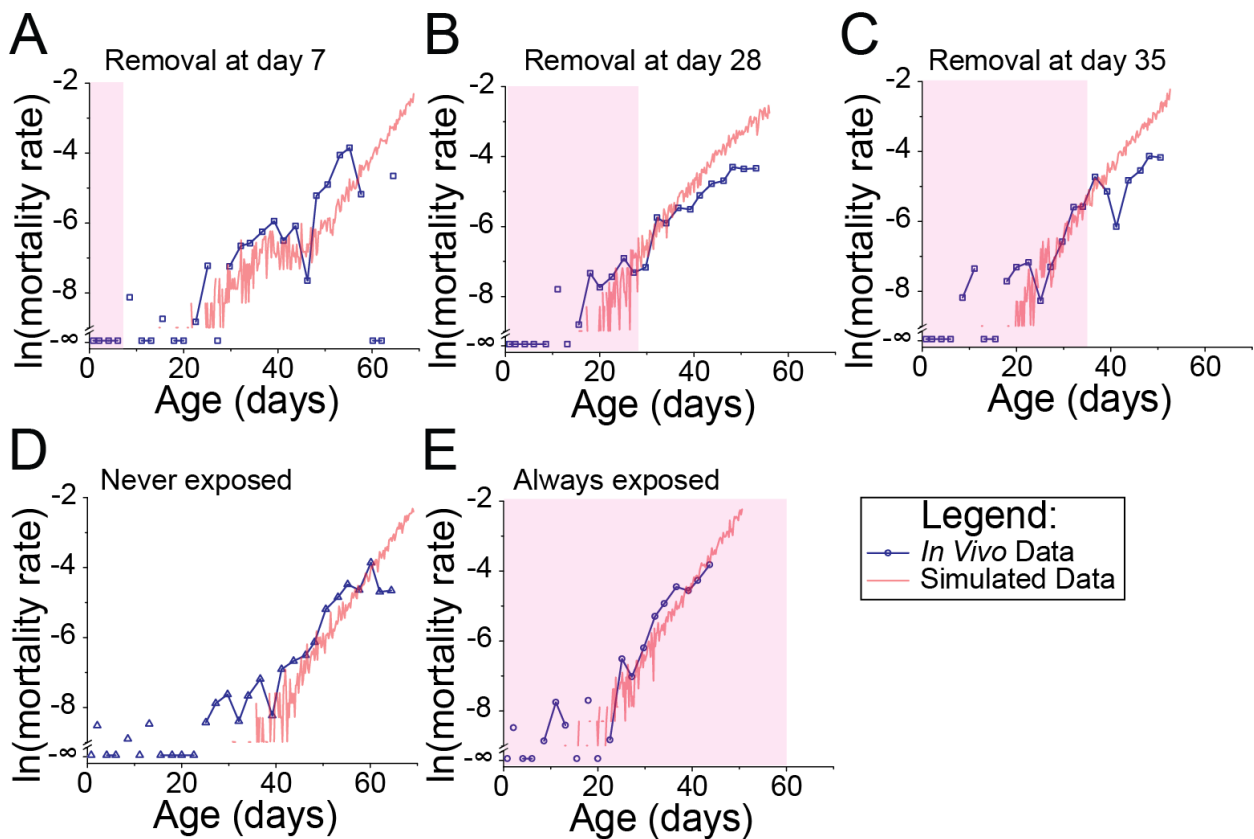 A
Removal at day 7
ln(mortality rate)
-2
-4
-6
-8
-∞
0 20 40 60
Age (days)
B
Removal at day 28
ln(mortality rate)
-2
-4
-6
-8
-∞
0 20 40 60
Age (days)
C
Removal at day 35
ln(mortality rate)
-2
-4
-6
-8
-∞
0 20 40 60
Age (days)
D
Never exposed
ln(mortality rate)
-2
-4
-6
-8
-∞
0 20 40 60
Age (days)
E
Always exposed
ln(mortality rate)
-2
-4
-6
-8
-∞
0 20 40 60
Age (days)
Legend:
In Vivo Data
Simulated Data